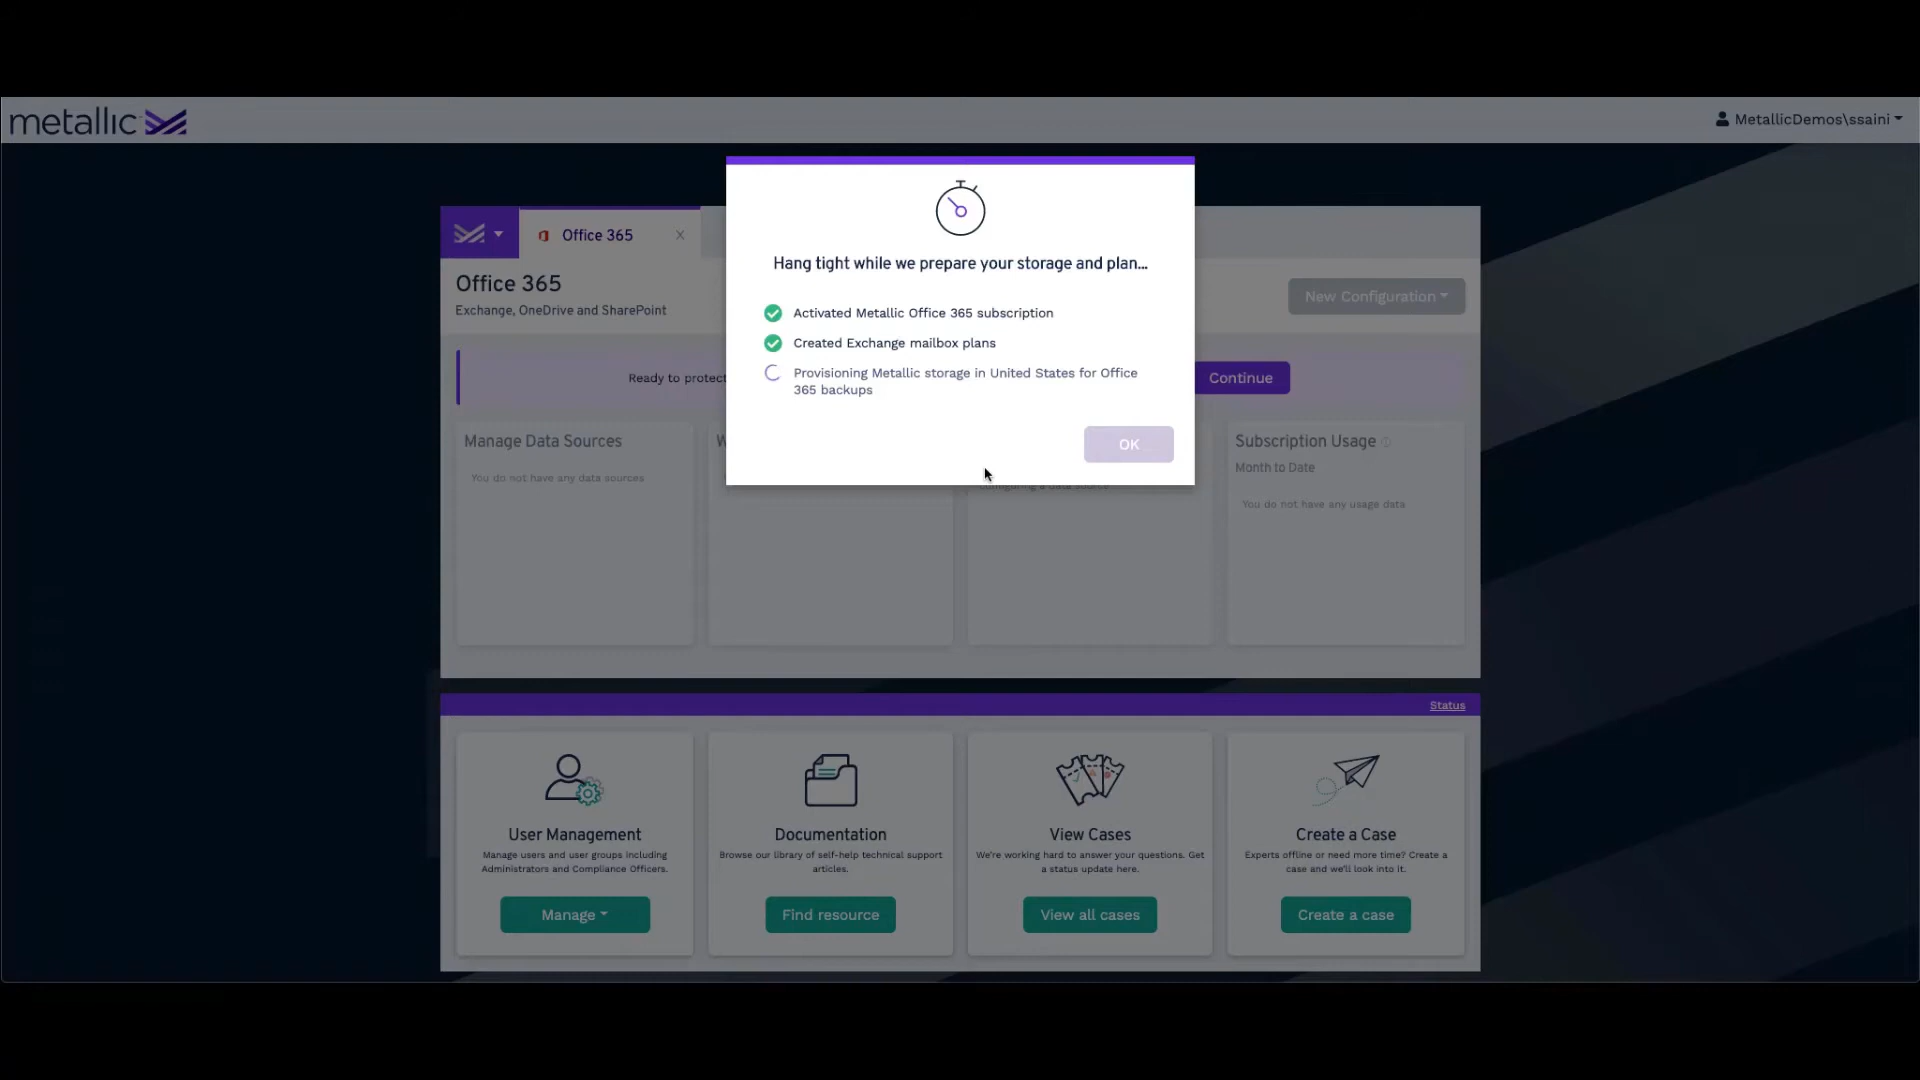 metallic
MetallicDemos\ssaini
Hang tight while we prepare your storage and plan...
Activated Metallic Office 365 subscription
Created Exchange mailbox plans
Provisioning Metallic storage in United States for Office
365 backups
OK
Office 365
Office 365
Exchange, OneDrive and SharePoint
New Configuration
Ready to protect
Continue
Manage Data Sources
You do not have any data sources
W
configuring a data source
Subscription Usage
Month to Date
You do not have any usage data
Status
User Management
Manage users and user groups including
Administrators and Compliance Officers.
Manage
Documentation
Browse our library of self-help technical support
articles.
Find resource
View Cases
We're working hard to answer your questions. Get
a status update here.
View all cases
Create a Case
Experts offline or need more time? Create a
case and we'll look into it.
Create a case